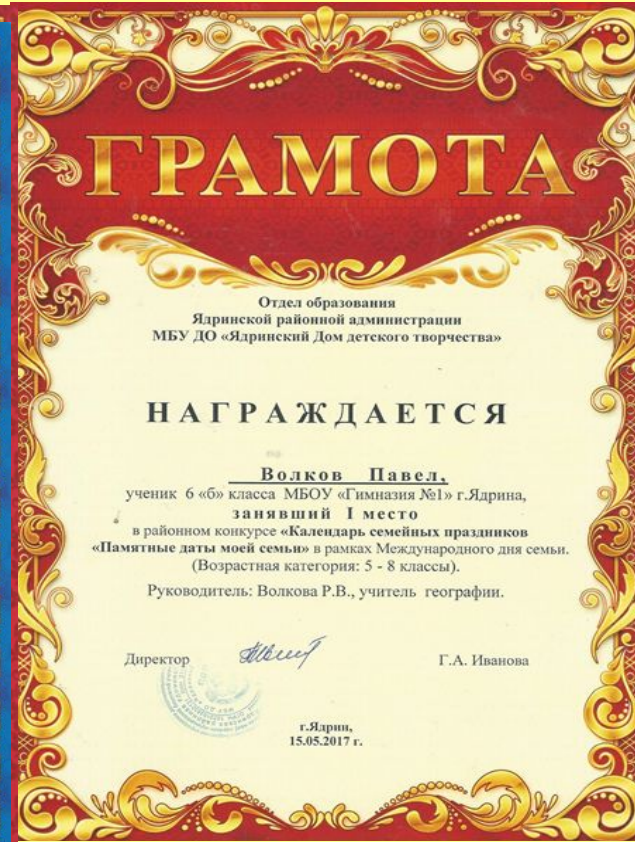 ГРАМОТА
Отдел образования
Ядринской районной администрации
МБУ ДО «Ядринский Дом детского творчества»
НАГРАЖДАЕТСЯ
Волков Павел,
ученик 6 «б» класса МБОУ «Гимназия №1» г.Ядрина,
занявший I место
в районном конкурсе «Календарь семейных праздников
«Памятные даты моей семьи» в рамках Международного дня семьи.
(Возрастная категория: 5 - 8 классы).
Руководитель: Волкова Р.В., учитель географии.
Директор Г.А. Иванова
г.Ядрин,
15.05.2017 г.